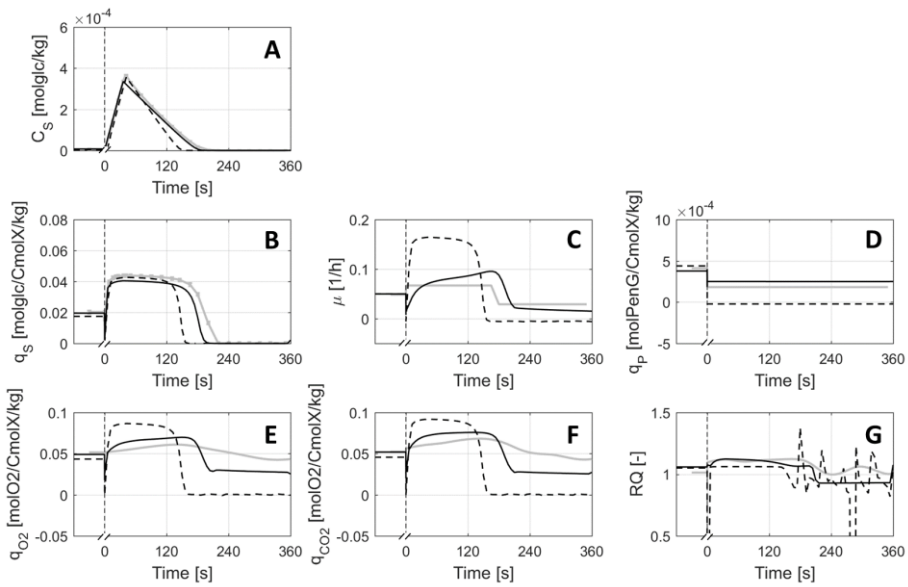 ×10⁻⁴
6
4
2
0
C_S [molglc/kg]
A
0 120 240 360
Time [s]
0.08
0.06
0.04
0.02
0
q_S [molglc/CmolX/kg]
B
0 120 240 360
Time [s]
0.2
0.1
0
μ [1/h]
C
0 120 240 360
Time [s]
×10⁻⁴
10
5
0
-5
q_P [molPenG/CmolX/kg]
D
0 120 240 360
Time [s]
0.1
0.05
0
-0.05
q_O2 [molO2/CmolX/kg]
E
0 120 240 360
Time [s]
0.1
0.05
0
-0.05
q_CO2 [molO2/CmolX/kg]
F
0 120 240 360
Time [s]
1.5
1
0.5
RQ [-]
G
0 120 240 360
Time [s]